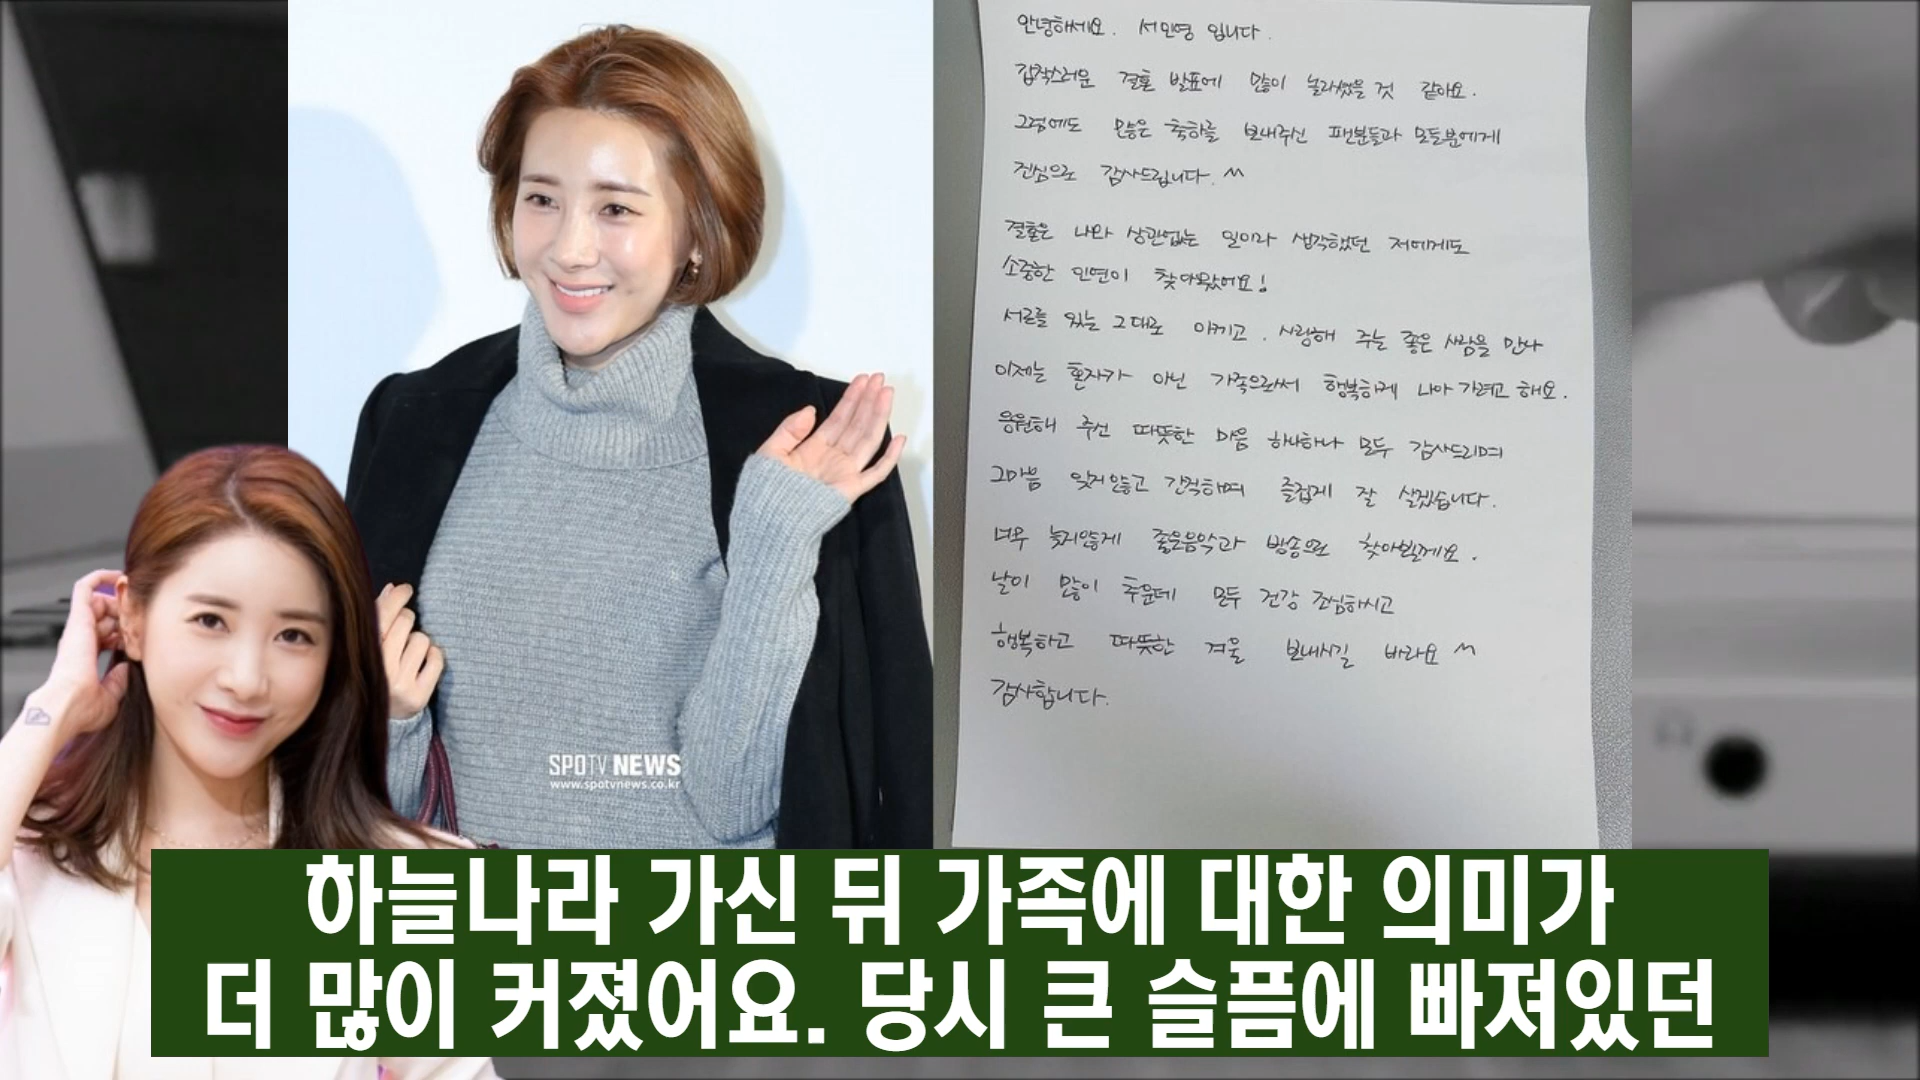 안녕하세요. 서인영 입니다.
갑작스러운 결혼 발표에 많이 놀라셨을 것 같아요.
그럼에도 많은 축하를 보내주신 팬분들과 모든분에게
진심으로 감사드립니다. ^^
결혼은 나와 상관없는 일이라 생각했던 저에게도
소중한 인연이 찾아왔어요!
서로를 있는 그대로 아끼고, 사랑해 주는 좋은 사람을 만나
이제는 혼자가 아닌 가족으로써 행복하게 나아가려고 해요.
응원해 주신 따뜻한 마음 하나하나 모두 감사드리며
그마음 잊지않고 간직하며 즐겁게 잘 살겠습니다.
너무 늦지않게 좋은음악과 방송으로 찾아뵐께요.
날이 많이 추운데 모두 건강 조심하시고
행복하고 따뜻한 겨울 보내시길 바라요 ^^
감사합니다.
SPOTV NEWS
www.spotvnews.co.kr
하늘나라 가신 뒤 가족에 대한 의미가
더 많이 커졌어요. 당시 큰 슬픔에 빠져있던